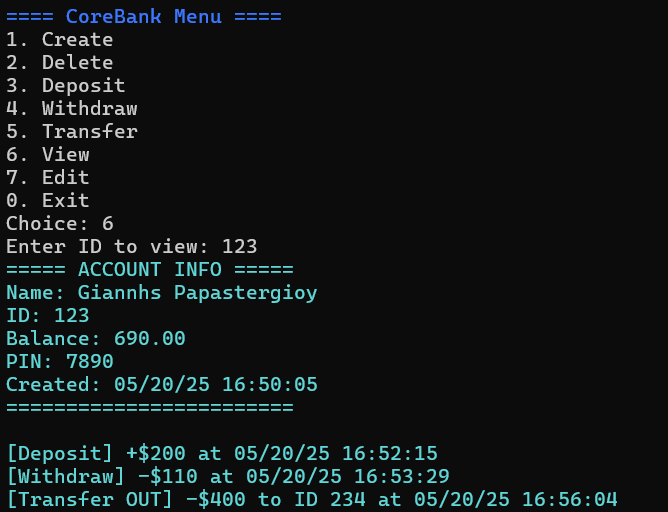 ==== CoreBank Menu ====
1. Create
2. Delete
3. Deposit
4. Withdraw
5. Transfer
6. View
7. Edit
0. Exit
Choice: 6
Enter ID to view: 123
===== ACCOUNT INFO =====
Name: Giannhs Papastergioy
ID: 123
Balance: 690.00
PIN: 7890
Created: 05/20/25 16:50:05
========================
[Deposit] +$200 at 05/20/25 16:52:15
[Withdraw] -$110 at 05/20/25 16:53:29
[Transfer OUT] -$400 to ID 234 at 05/20/25 16:56:04